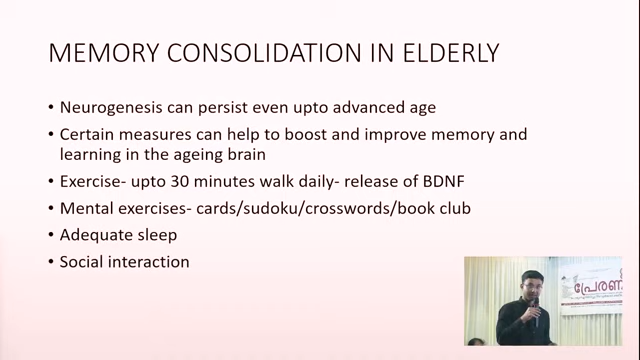 MEMORY CONSOLIDATION IN ELDERLY
• Neurogenesis can persist even upto advanced age
• Certain measures can help to boost and improve memory and
learning in the ageing brain
• Exercise- upto 30 minutes walk daily- release of BDNF
• Mental exercises- cards/sudoku/crosswords/book club
• Adequate sleep
• Social interaction